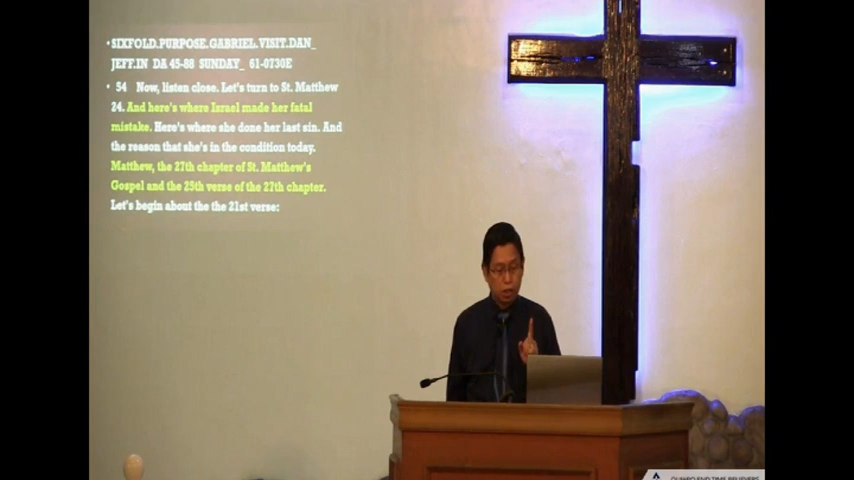 • SIXFOLD.PURPOSE.GABRIEL.VISIT.DAN_
JEFF.IN DA 45-88 SUNDAY_ 61-0730E
• 54 Now, listen close. Let's turn to St. Matthew
24. And here's where Israel made her fatal
mistake. Here's where she done her last sin. And
the reason that she's in the condition today.
Matthew, the 27th chapter of St. Matthew's
Gospel and the 25th verse of the 27th chapter.
Let's begin about the the 21st verse:
END TIME BELIEVERS